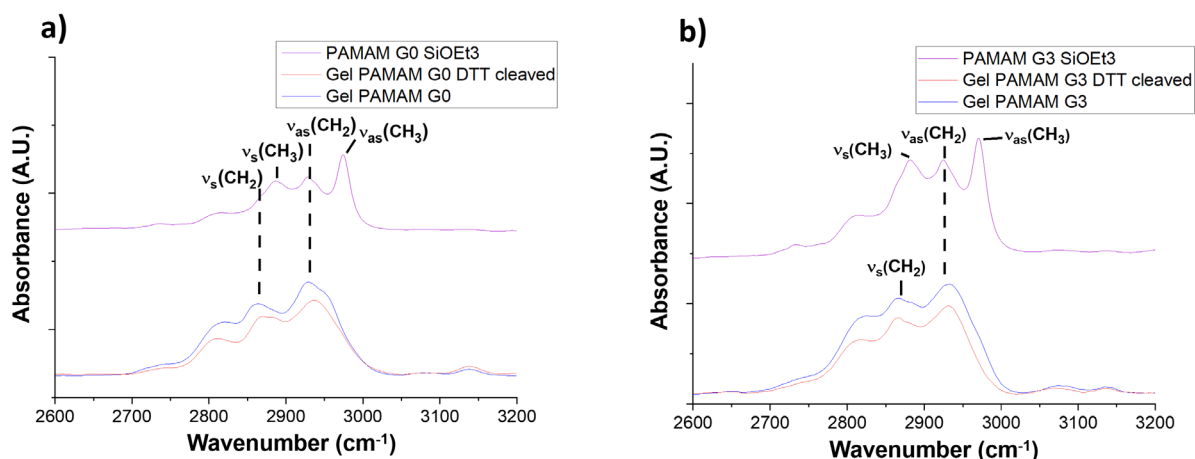 a)
PAMAM G0 SiOEt3
Gel PAMAM G0 DTT cleaved
Gel PAMAM G0
νas(CH2)
νas(CH3)
νs(CH3)
νs(CH2)
Absorbance (A.U.)
2600 2700 2800 2900 3000 3100 3200
Wavenumber (cm-1)
b)
PAMAM G3 SiOEt3
Gel PAMAM G3 DTT cleaved
Gel PAMAM G3
νs(CH3)
νas(CH2)
νas(CH3)
νs(CH2)
Absorbance (A.U.)
2600 2700 2800 2900 3000 3100 3200
Wavenumber (cm-1)